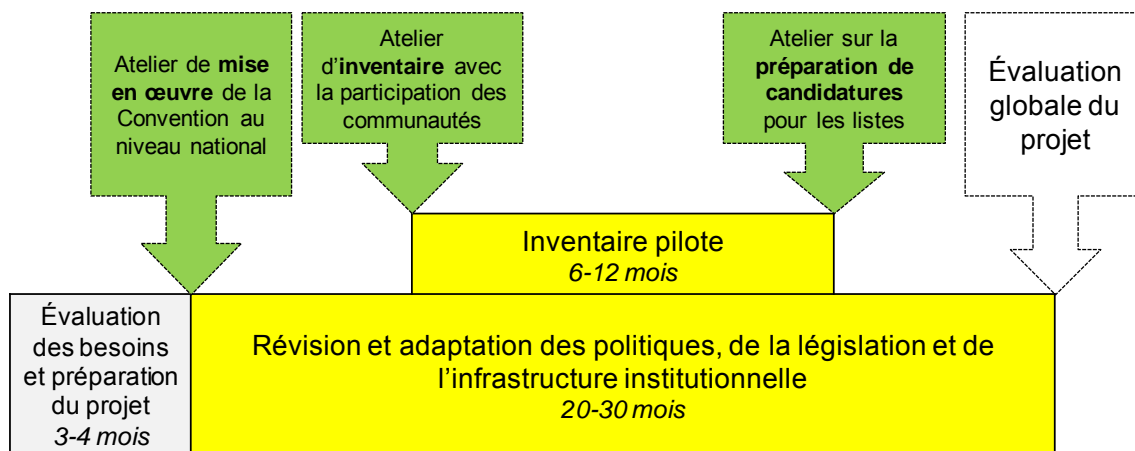 Atelier de mise
en œuvre de la
Convention au
niveau national
Atelier
d'inventaire avec
la participation des
communautés
Atelier sur la
préparation de
candidatures
pour les listes
Évaluation
globale du
projet
Inventaire pilote
6-12 mois
Évaluation
des besoins
et préparation
du projet
3-4 mois
Révision et adaptation des politiques, de la législation et de
l'infrastructure institutionnelle
20-30 mois